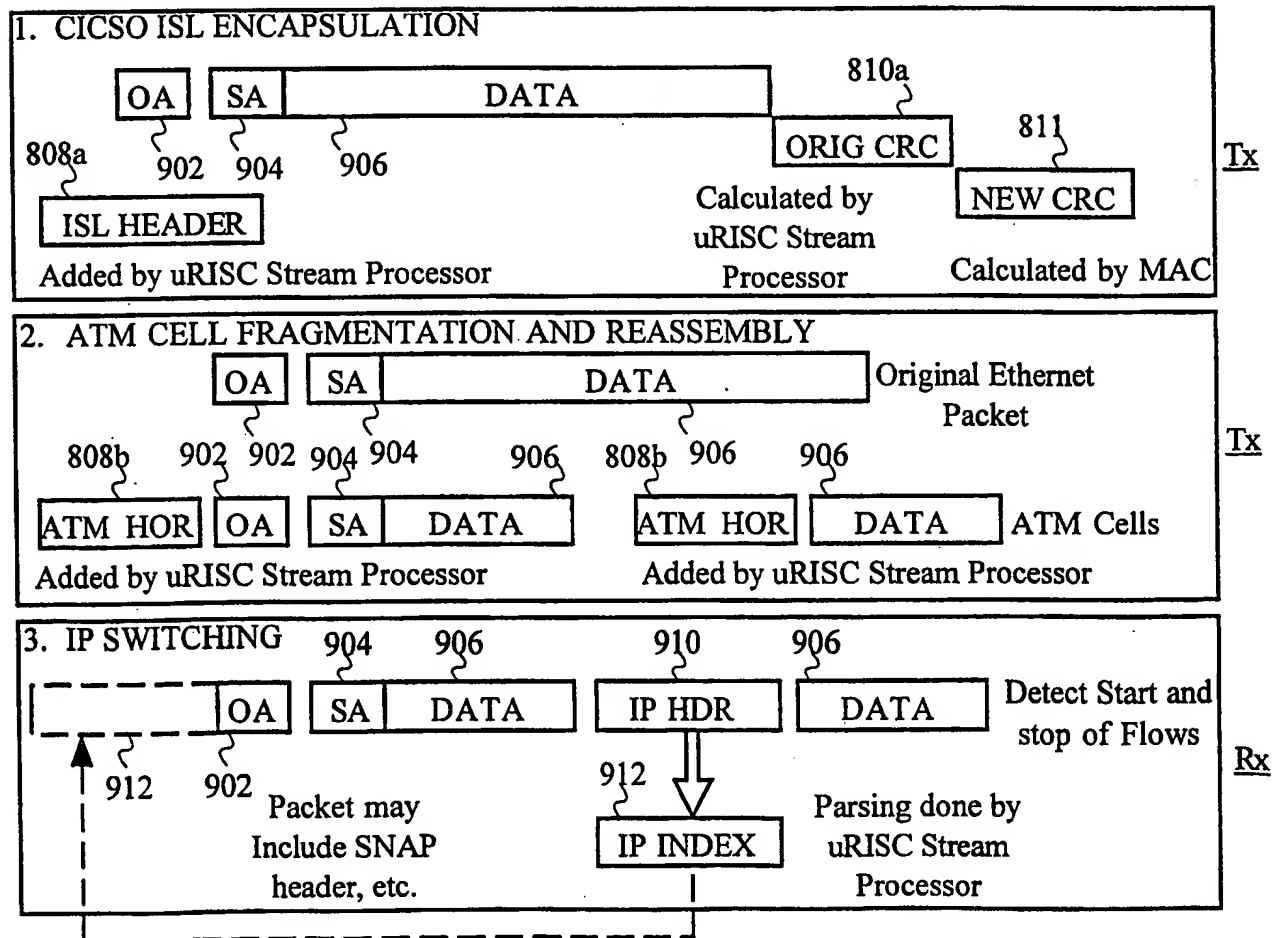 1. CICSO ISL ENCAPSULATION
810a
OA SA DATA
811
808a 902 904 906 ORIG CRC
Tx
ISL HEADER
Calculated by
uRISC Stream
Processor
NEW CRC
Added by uRISC Stream Processor
Calculated by MAC
2. ATM CELL FRAGMENTATION AND REASSEMBLY
OA SA DATA
Original Ethernet
Packet
Tx
808b 902 902 904 904 906 808b 906 906
ATM HOR OA SA DATA ATM HOR DATA ATM Cells
Added by uRISC Stream Processor Added by uRISC Stream Processor
3. IP SWITCHING 904 906 910 906
OA SA DATA IP HDR DATA
Detect Start and
stop of Flows
Rx
912 902
912
Packet may
Include SNAP
header, etc.
IP INDEX
Parsing done by
uRISC Stream
Processor